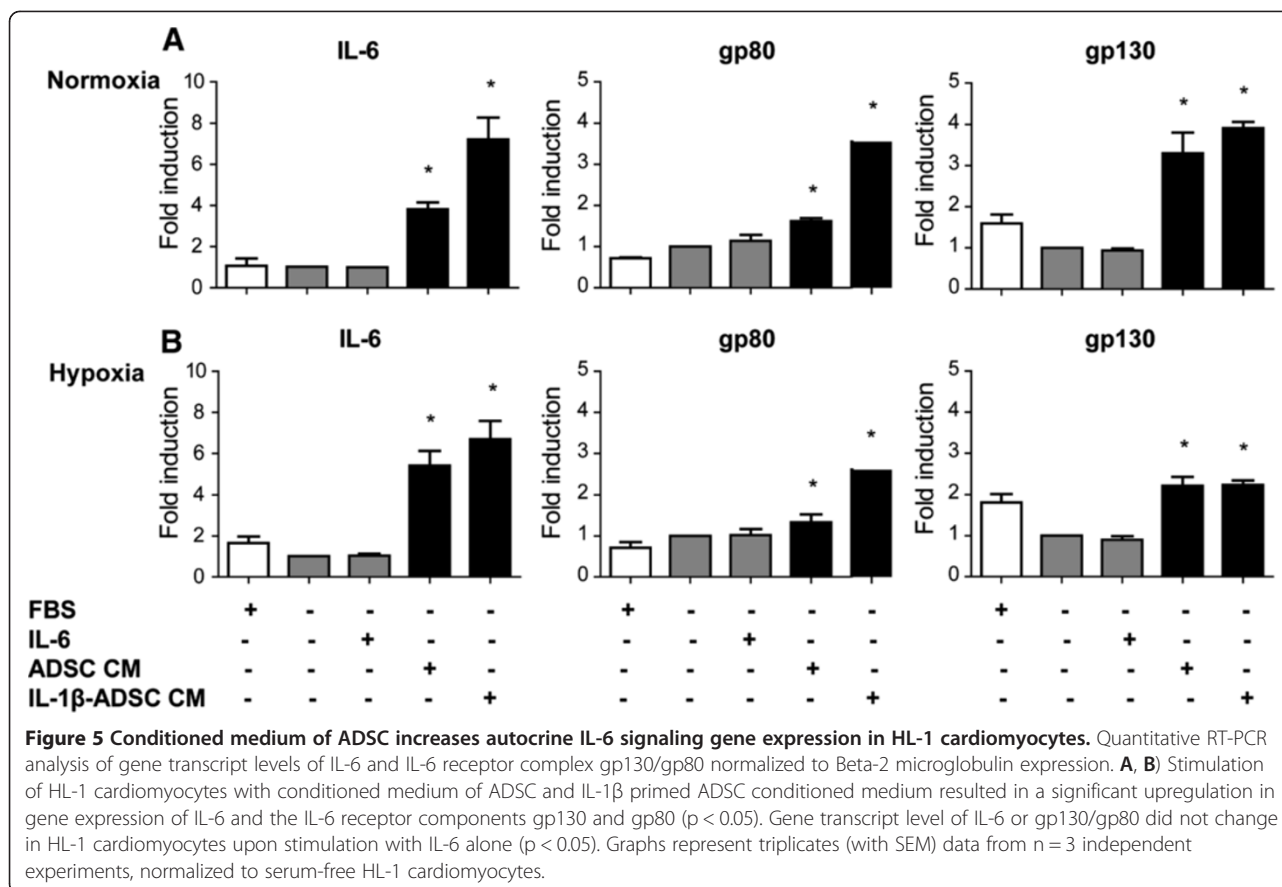 A
IL-6 gp80 gp130
Normoxia
Fold induction
10
8
6
4
2
0
* *
Fold induction
5
4
3
2
1
0
* *
Fold induction
5
4
3
2
1
0
* *
B
IL-6 gp80 gp130
Hypoxia
Fold induction
10
8
6
4
2
0
* *
Fold induction
5
4
3
2
1
0
* *
Fold induction
5
4
3
2
1
0
* *
FBS + - - - - + - - - - + - - - -
IL-6 - - + - - - - + - - - - + - -
ADSC CM - - - + - - - - + - - - - + -
IL-1β-ADSC CM - - - - + - - - - + - - - - +
Figure 5 Conditioned medium of ADSC increases autocrine IL-6 signaling gene expression in HL-1 cardiomyocytes. Quantitative RT-PCR
analysis of gene transcript levels of IL-6 and IL-6 receptor complex gp130/gp80 normalized to Beta-2 microglobulin expression. A, B) Stimulation
of HL-1 cardiomyocytes with conditioned medium of ADSC and IL-1β primed ADSC conditioned medium resulted in a significant upregulation in
gene expression of IL-6 and the IL-6 receptor components gp130 and gp80 (p < 0.05). Gene transcript level of IL-6 or gp130/gp80 did not change
in HL-1 cardiomyocytes upon stimulation with IL-6 alone (p < 0.05). Graphs represent triplicates (with SEM) data from n = 3 independent
experiments, normalized to serum-free HL-1 cardiomyocytes.